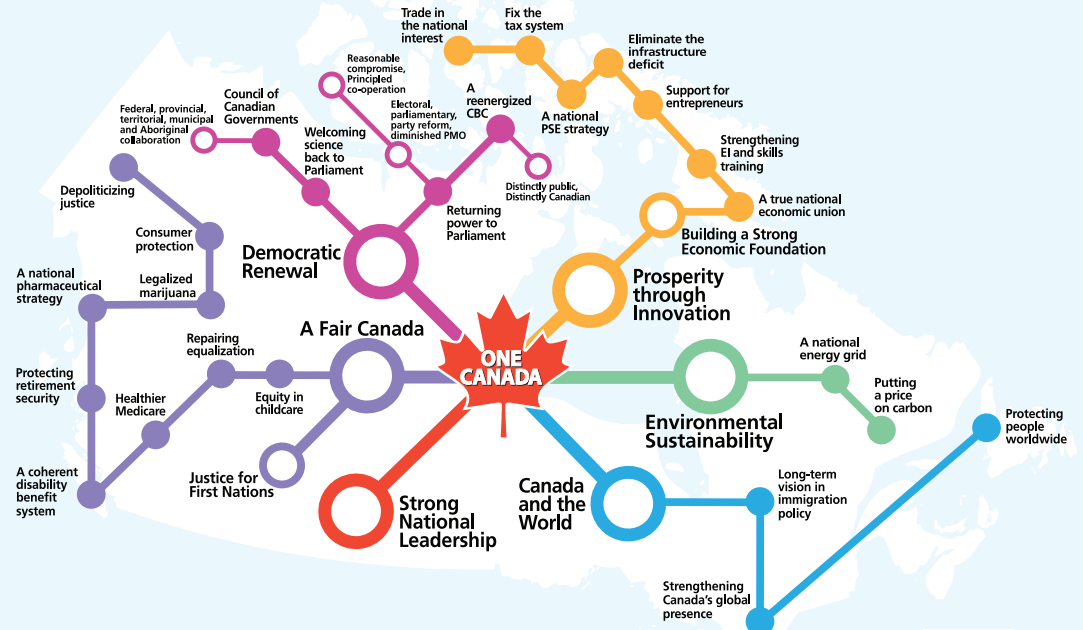 Trade in
the national
interest
Fix the
tax system
Eliminate the
infrastructure
deficit
Reasonable
compromise,
Principled
co-operation
A
reenergized
CBC
Support for
entrepreneurs
Council of
Canadian
Governments
Federal, provincial,
territorial, municipal
and Aboriginal
collaboration
Electoral,
parliamentary,
party reform,
diminished PMO
A national
PSE strategy
Welcoming
science
back to
Parliament
Strengthening
EI and skills
training
Depoliticizing
justice
Distinctly public,
Distinctly Canadian
A true national
economic union
Returning
power to
Parliament
Consumer
protection
Building a Strong
Economic Foundation
Democratic
Renewal
A national
pharmaceutical
strategy
Legalized
marijuana
Prosperity
through
Innovation
A Fair Canada
Repairing
equalization
ONE
CANADA
A national
energy grid
Protecting
retirement
security
Healthier
Medicare
Equity in
childcare
Putting
a price
on carbon
Environmental
Sustainability
Protecting
people
worldwide
A coherent
disability
benefit
system
Justice for
First Nations
Strong
National
Leadership
Canada
and the
World
Long-term
vision in
immigration
policy
Strengthening
Canada's global
presence